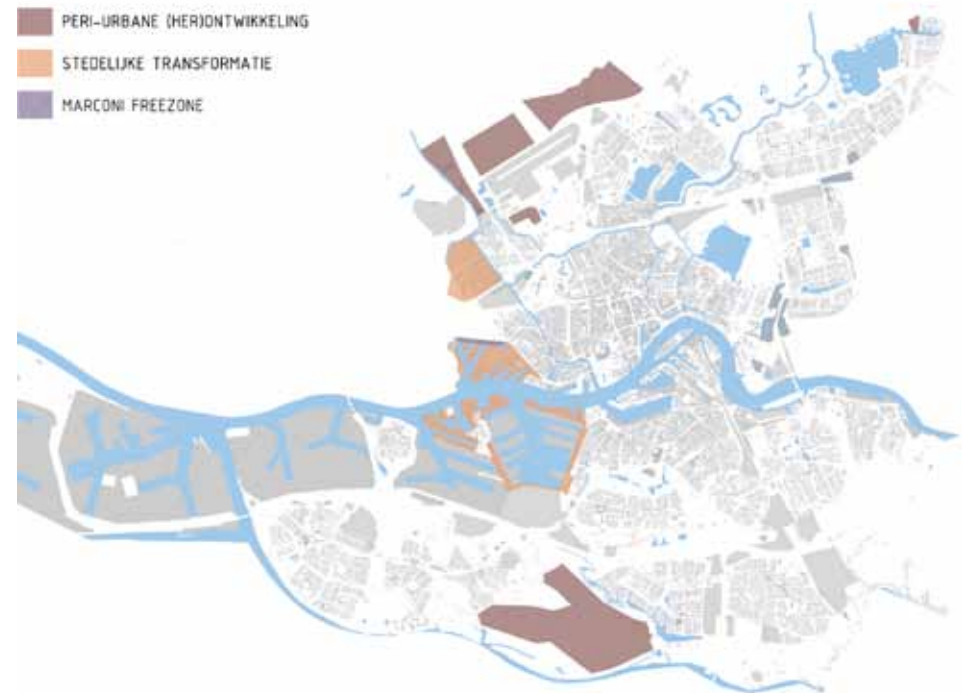 PERI-URBANE (HER)ONTWIKKELING
STEDELIJKE TRANSFORMATIE
MARCONI FREEZONE